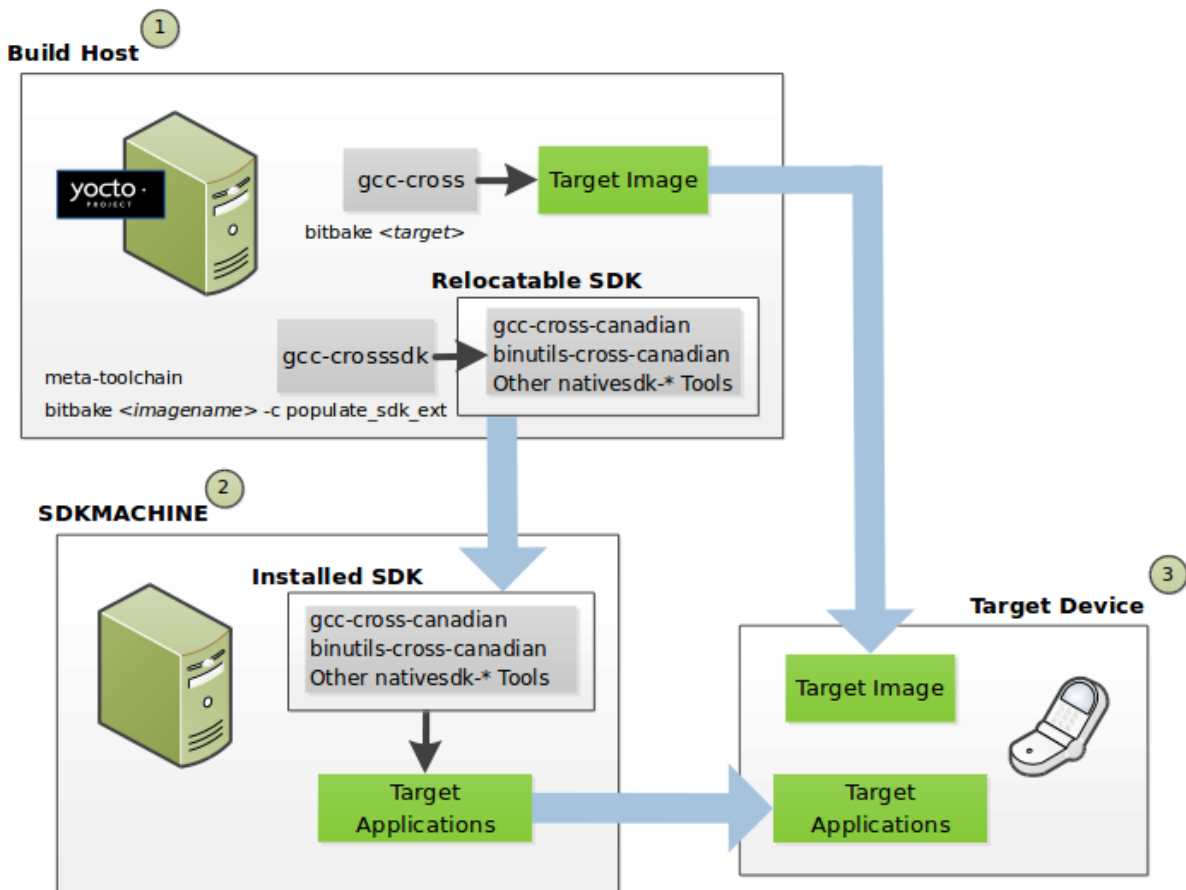 1
Build Host
yocto ·
PROJECT
gcc-cross
Target Image
bitbake <target>
Relocatable SDK
gcc-crosssdk
gcc-cross-canadian
binutils-cross-canadian
Other nativesdk-* Tools
meta-toolchain
bitbake <imagename> -c populate_sdk_ext
2
SDKMACHINE
Installed SDK
gcc-cross-canadian
binutils-cross-canadian
Other nativesdk-* Tools
Target
Applications
3
Target Device
Target Image
Target
Applications